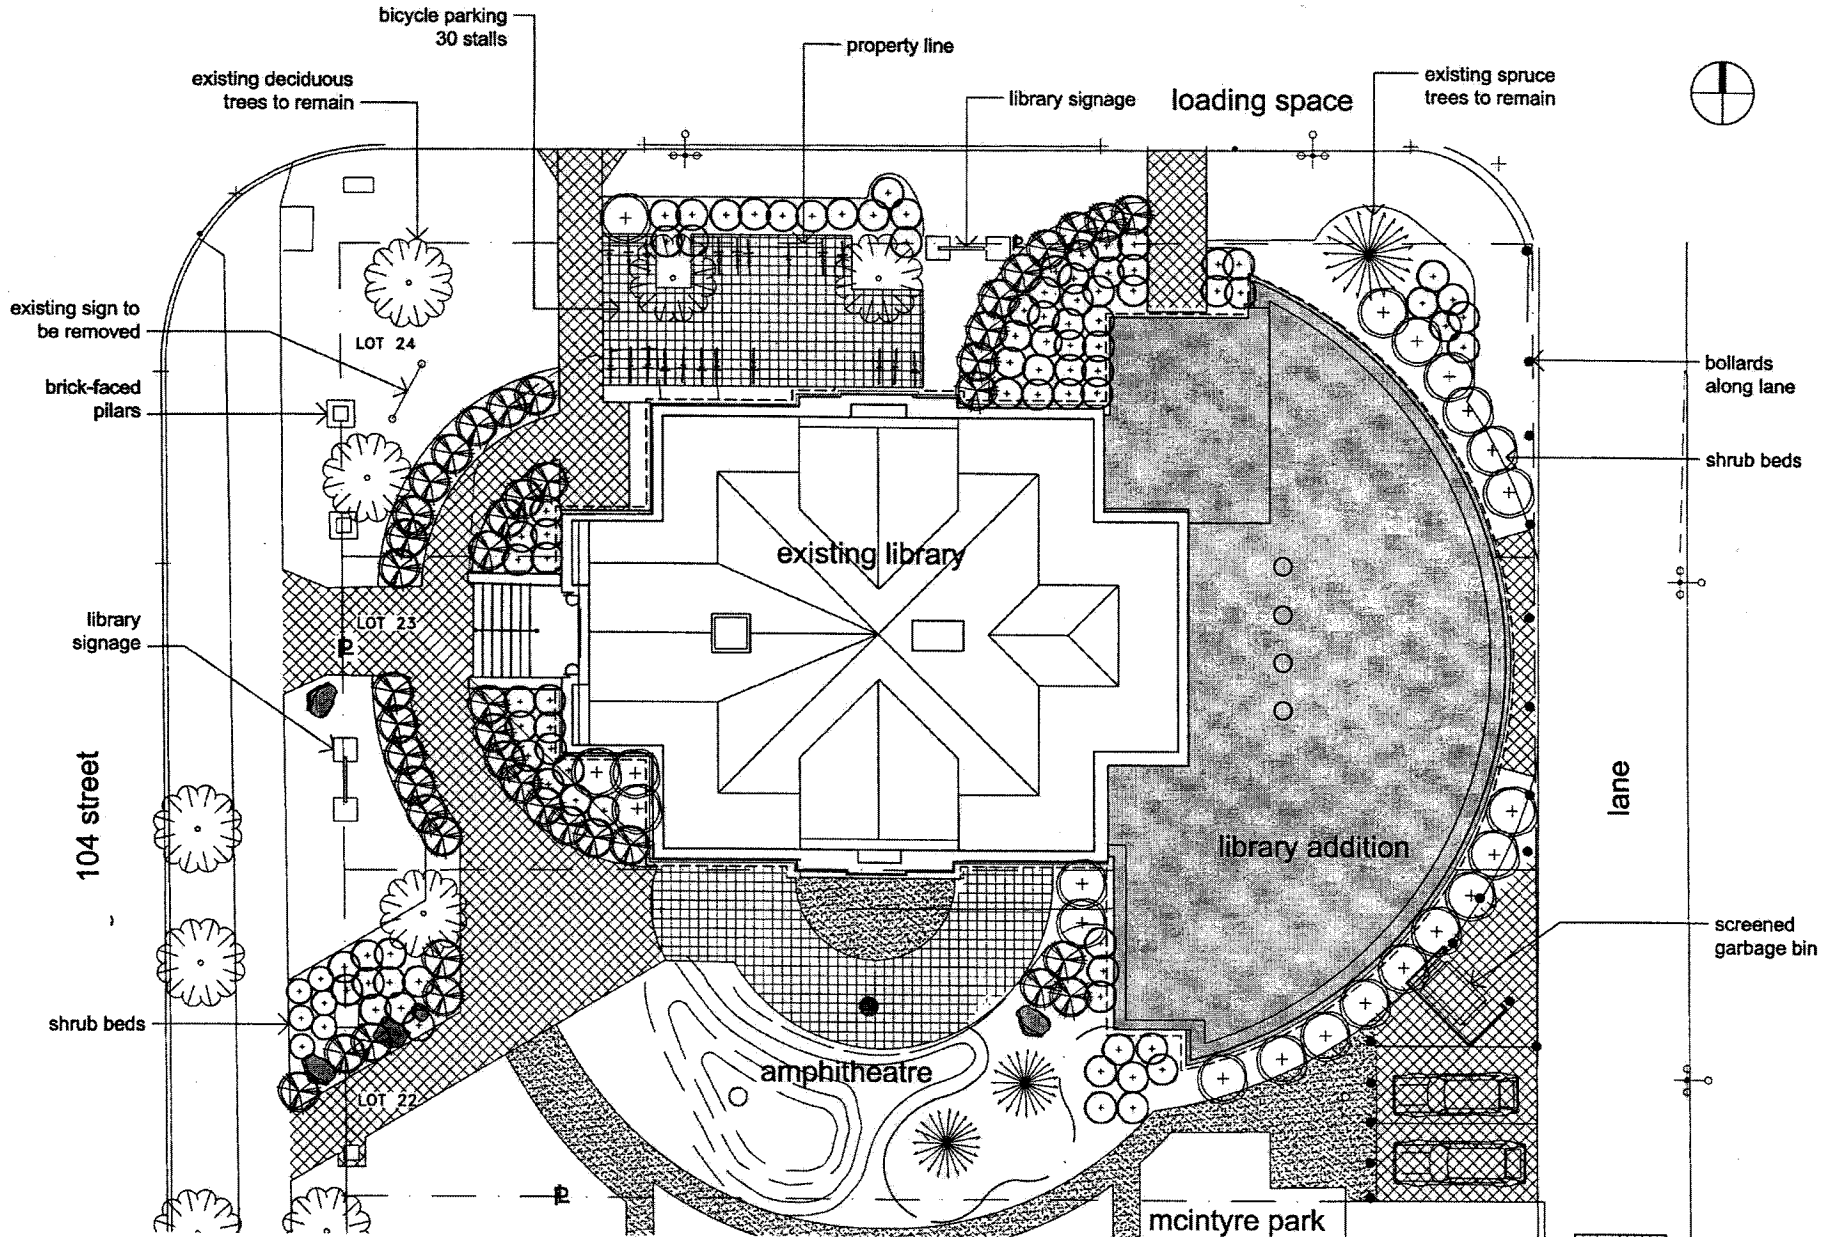 bicycle parking
30 stalls
property line
existing deciduous
trees to remain
library signage
loading space
existing spruce
trees to remain
existing sign to
be removed
LOT 24
brick-faced
pilars
bollards
along lane
shrub beds
existing library
library
signage
LOT 23
104 street
lane
library addition
screened
garbage bin
shrub beds
amphitheatre
LOT 22
mcintyre park